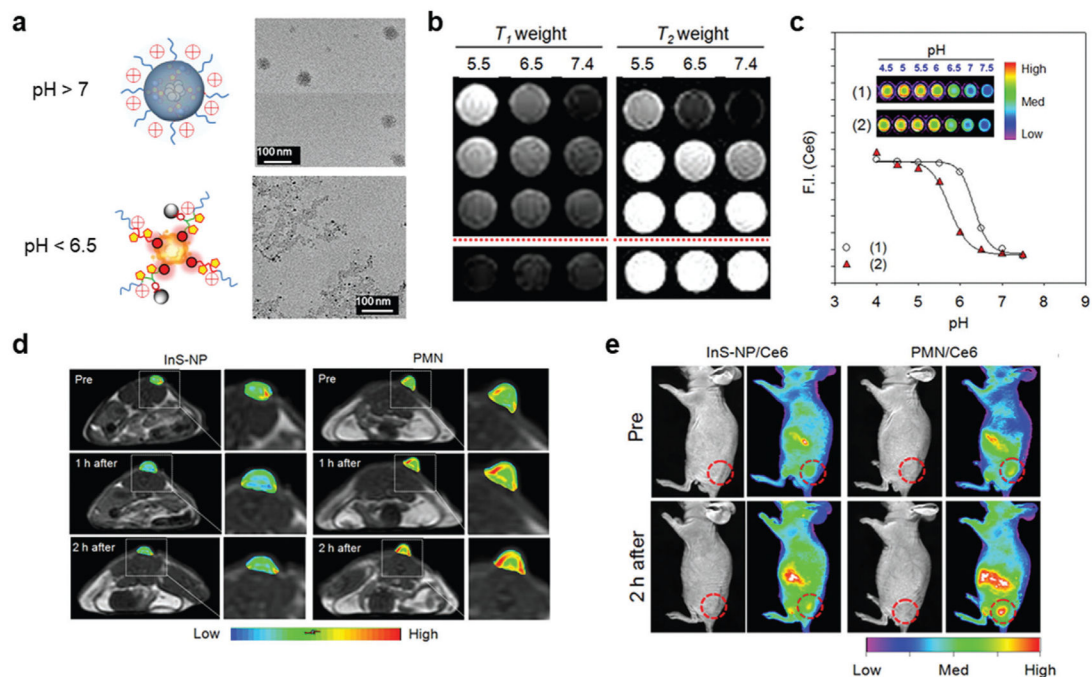 a
pH > 7
100 nm
pH < 6.5
100 nm
b
T1 weight
T2 weight
5.5 6.5 7.4
5.5 6.5 7.4
c
pH
4.5 5 5.5 6 6.5 7 7.5
(1)
(2)
High
Med
Low
F.I. (Ce6)
(1)
(2)
3 4 5 6 7 8 9
pH
d
InS-NP
PMN
Pre
Pre
1 h after
1 h after
2 h after
2 h after
Low
High
e
InS-NP/Ce6
PMN/Ce6
Pre
2 h after
Low
Med
High